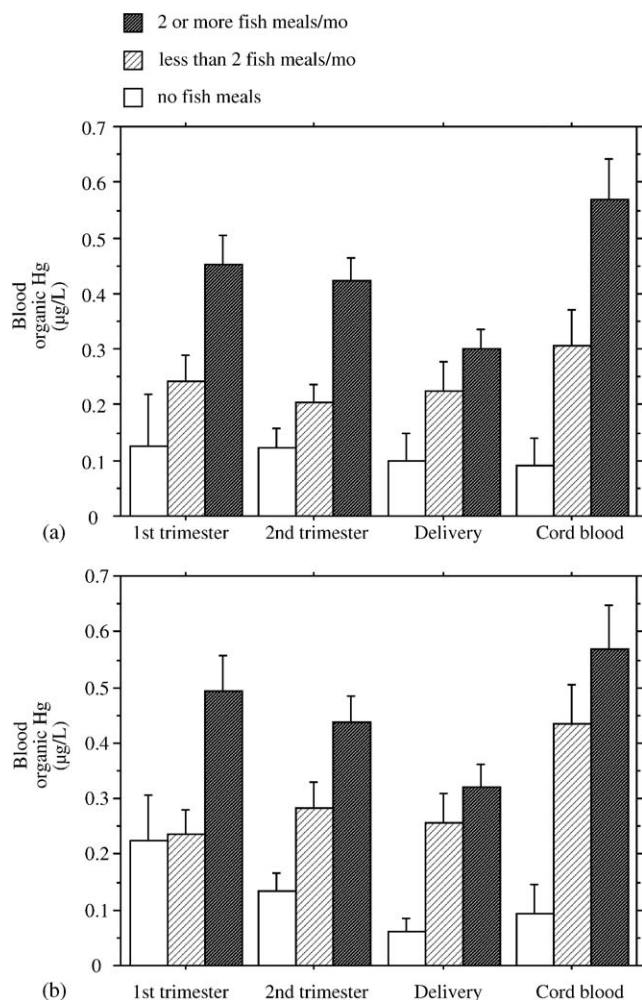 2 or more fish meals/mo
less than 2 fish meals/mo
no fish meals
0.7
0.6
0.5
0.4
0.3
0.2
0.1
0
Blood
organic Hg
(µg/L)
(a)
1st trimester 2nd trimester Delivery Cord blood
0.7
0.6
0.5
0.4
0.3
0.2
0.1
0
Blood
organic Hg
(µg/L)
(b)
1st trimester 2nd trimester Delivery Cord blood